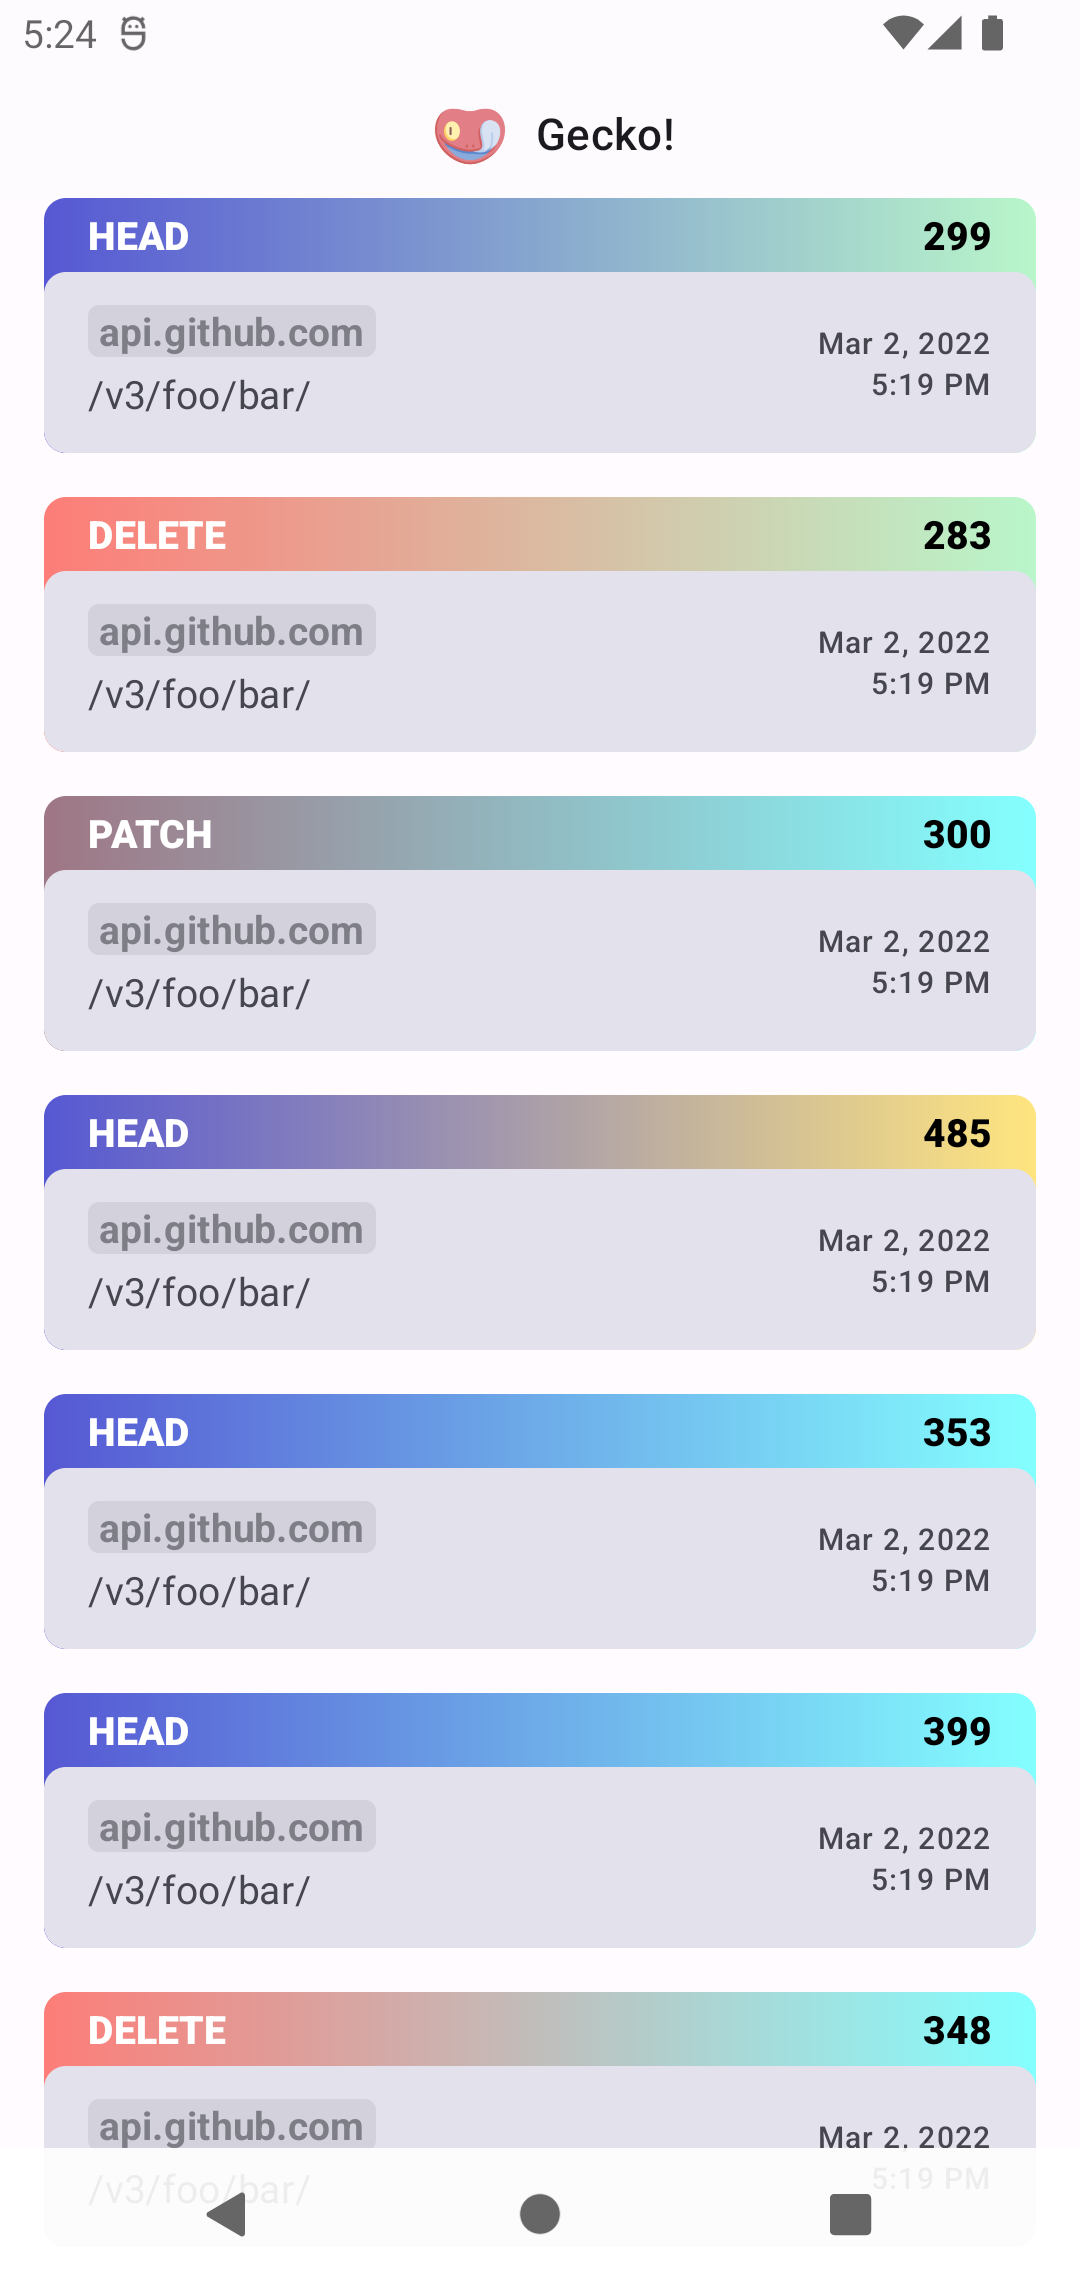 5:24
Gecko!
HEAD 299
api.github.com
/v3/foo/bar/
Mar 2, 2022
5:19 PM
DELETE 283
api.github.com
/v3/foo/bar/
Mar 2, 2022
5:19 PM
PATCH 300
api.github.com
/v3/foo/bar/
Mar 2, 2022
5:19 PM
HEAD 485
api.github.com
/v3/foo/bar/
Mar 2, 2022
5:19 PM
HEAD 353
api.github.com
/v3/foo/bar/
Mar 2, 2022
5:19 PM
HEAD 399
api.github.com
/v3/foo/bar/
Mar 2, 2022
5:19 PM
DELETE 348
api.github.com
/v3/foo/bar/
Mar 2, 2022
5:19 PM